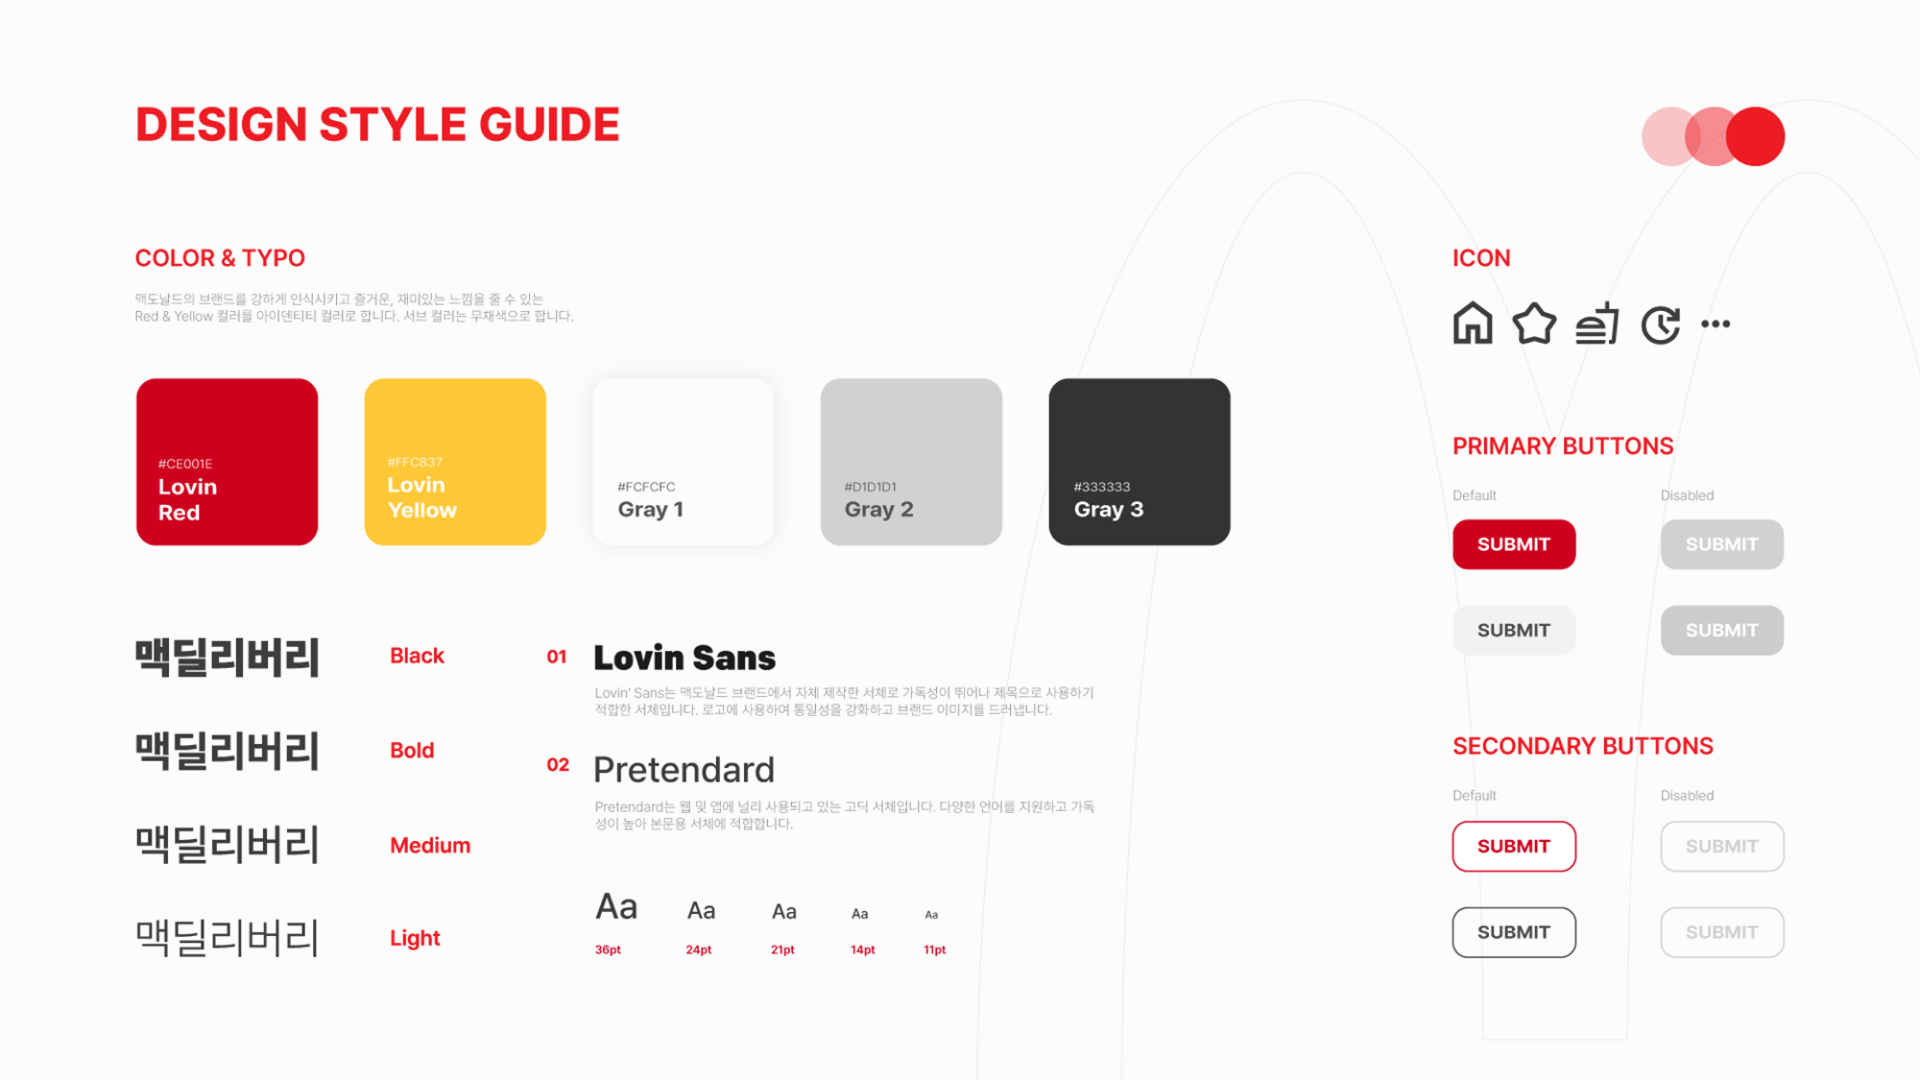 DESIGN STYLE GUIDE
COLOR & TYPO
맥도날드의 브랜드를 강하게 인식시키고 즐거운, 재미있는 느낌을 줄 수 있는
Red & Yellow 컬러를 아이덴티티 컬러로 합니다. 서브 컬러는 무채색으로 합니다.
#CE001E
Lovin
Red
#FFC837
Lovin
Yellow
#FCFCFC
Gray 1
#D1D1D1
Gray 2
#333333
Gray 3
맥딜리버리
Black
맥딜리버리
Bold
맥딜리버리
Medium
맥딜리버리
Light
01
Lovin Sans
Lovin' Sans는 맥도날드 브랜드에서 자체 제작한 서체로 가독성이 뛰어나 제목으로 사용하기
적합한 서체입니다. 로고에 사용하여 통일성을 강화하고 브랜드 이미지를 드러냅니다.
02
Pretendard
Pretendard는 웹 및 앱에 널리 사용되고 있는 고딕 서체입니다. 다양한 언어를 지원하고 가독
성이 높아 본문용 서체에 적합합니다.
Aa Aa Aa Aa Aa
36pt 24pt 21pt 14pt 11pt
ICON
PRIMARY BUTTONS
Default Disabled
SUBMIT SUBMIT
SUBMIT SUBMIT
SECONDARY BUTTONS
Default Disabled
SUBMIT SUBMIT
SUBMIT SUBMIT